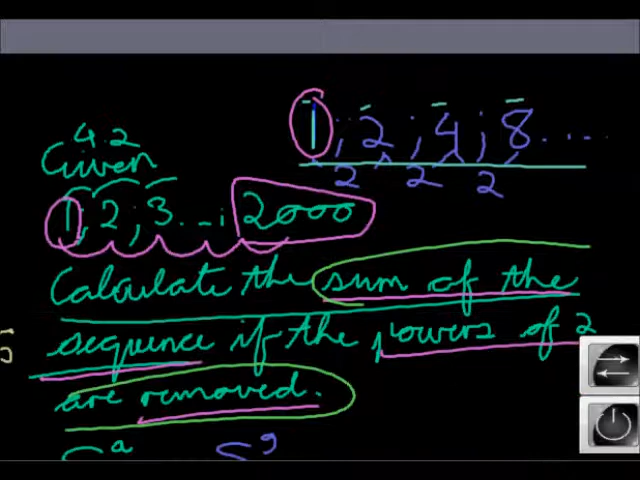 1 ; 2 ; 4 ; 8 ....
2 2 2
4.2
Given
1; 2; 3 ...; 2000
Calculate the sum of the
sequence if the powers of 2
are removed.